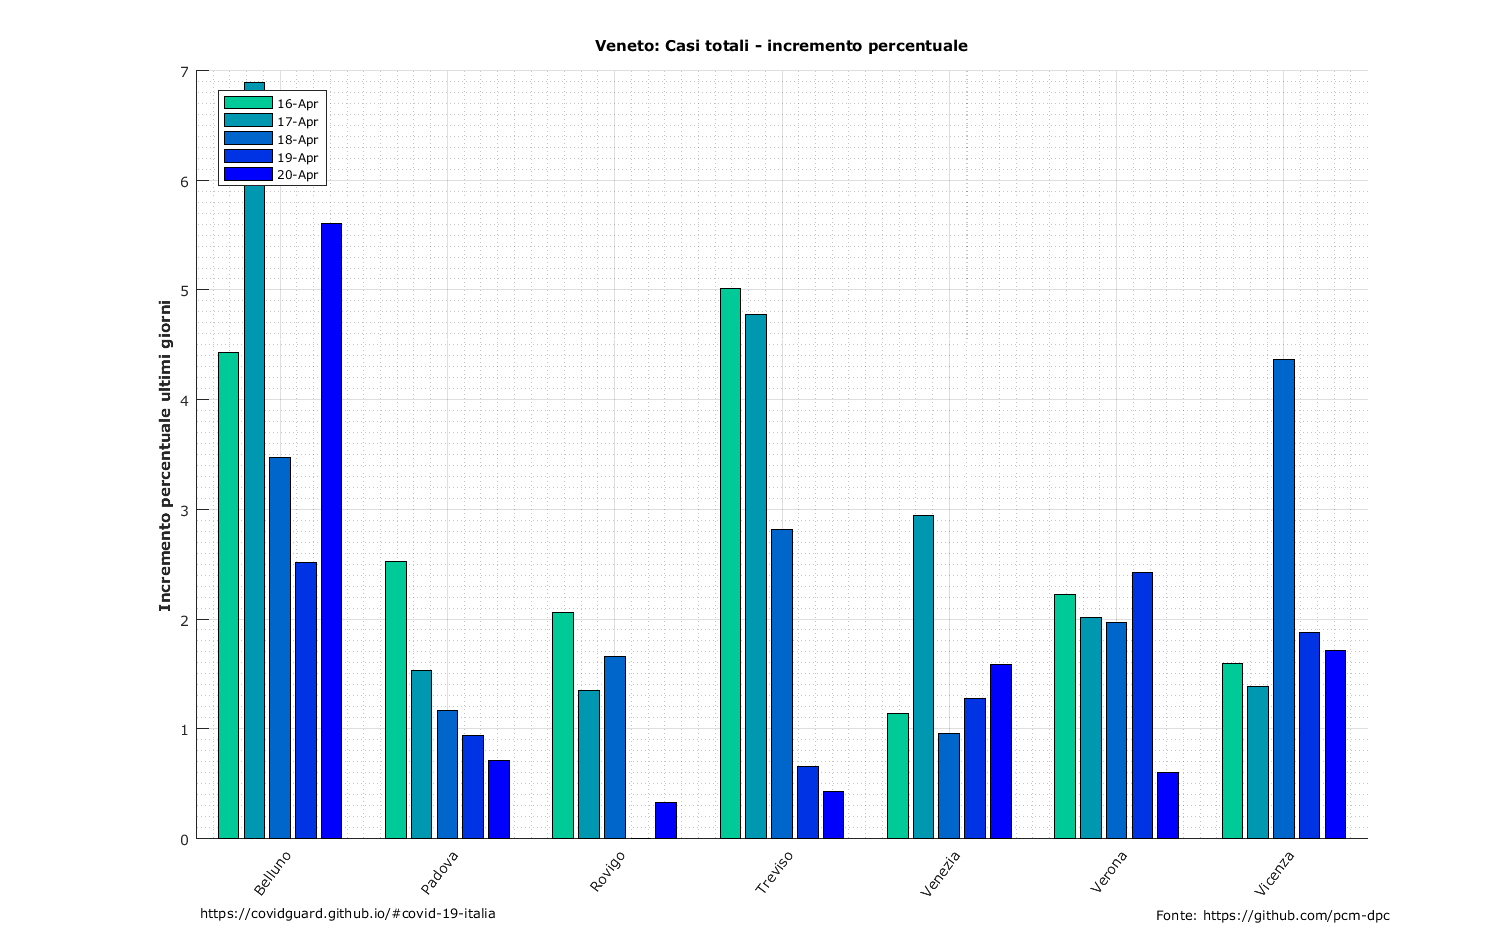 Veneto: Casi totali - incremento percentuale
7
6
5
4
3
2
1
0
Incremento percentuale ultimi giorni
16-Apr
17-Apr
18-Apr
19-Apr
20-Apr
Belluno
Padova
Rovigo
Treviso
Venezia
Verona
Vicenza
https://covidguard.github.io/#covid-19-italia
Fonte: https://github.com/pcm-dpc